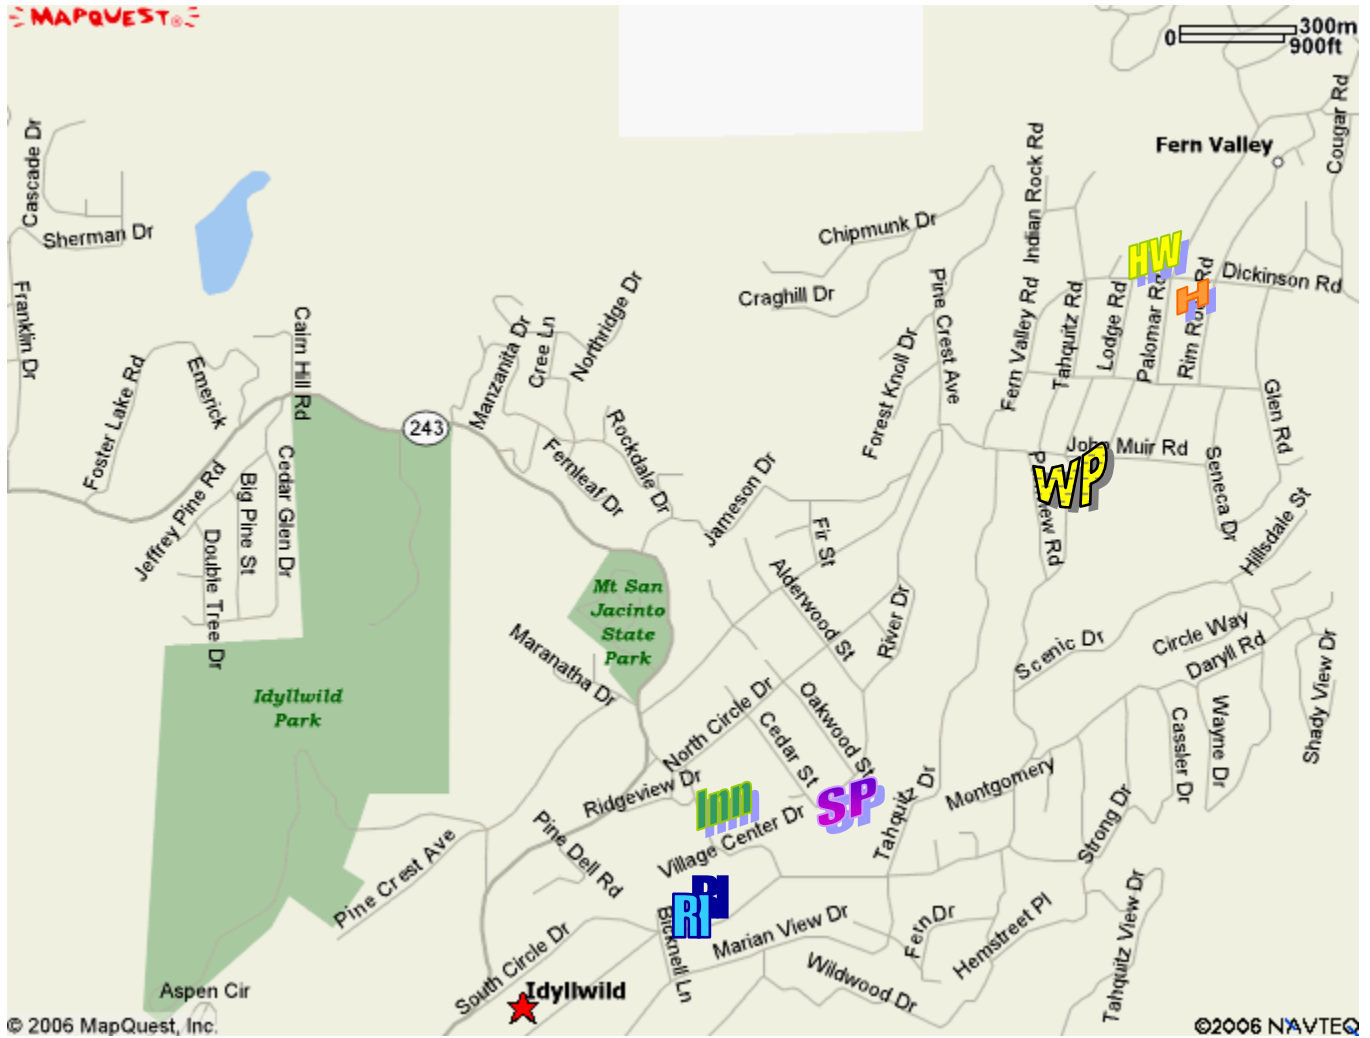 MAPQUEST®
300m
0
900ft
Fern Valley
Cougar Rd
Cascade Dr
Sherman Dr
Indian Rock Rd
Chipmunk Dr
HW
Dickinson Rd
Franklin Dr
Craghill Dr
Pine Crest Ave
Fern Valley Rd
Tahquitz Rd
Lodge Rd
Palomar Rd
H
Cairn Hill Rd
Northridge Dr
Cree Ln
Manzanita Dr
Forest Knoll Dr
Foster Lake Rd
Emerick
243
Rockdale Dr
Fernleaf Dr
Glen Rd
John Muir Rd
WP
Seneca Dr
Hillsdale St
Jeffrey Pine Rd
Big Pine St
Cedar Glen Dr
Double Tree Dr
Jameson Dr
Fir St
Alderwood St
River Dr
Mt San
Jacinto
State
Park
Maranatha Dr
Scenic Dr
Circle Way
Daryll Rd
Shady View Dr
Idyllwild
Park
North Circle Dr
Oakwood St
Cedar St
Cassler Dr
Wayne Dr
Ridgeview Dr
Inn
SP
Tahquitz Dr
Montgomery
Strong Dr
Village Center Dr
Pine Dell Rd
Pine Crest Ave
RI
Bicknell Ln
Marian View Dr
Fern Dr
Hemstreet Pl
Tahquitz View Dr
Wildwood Dr
South Circle Dr
Aspen Cir
Idyllwild
© 2006 MapQuest, Inc.
©2006 NAVTEQ